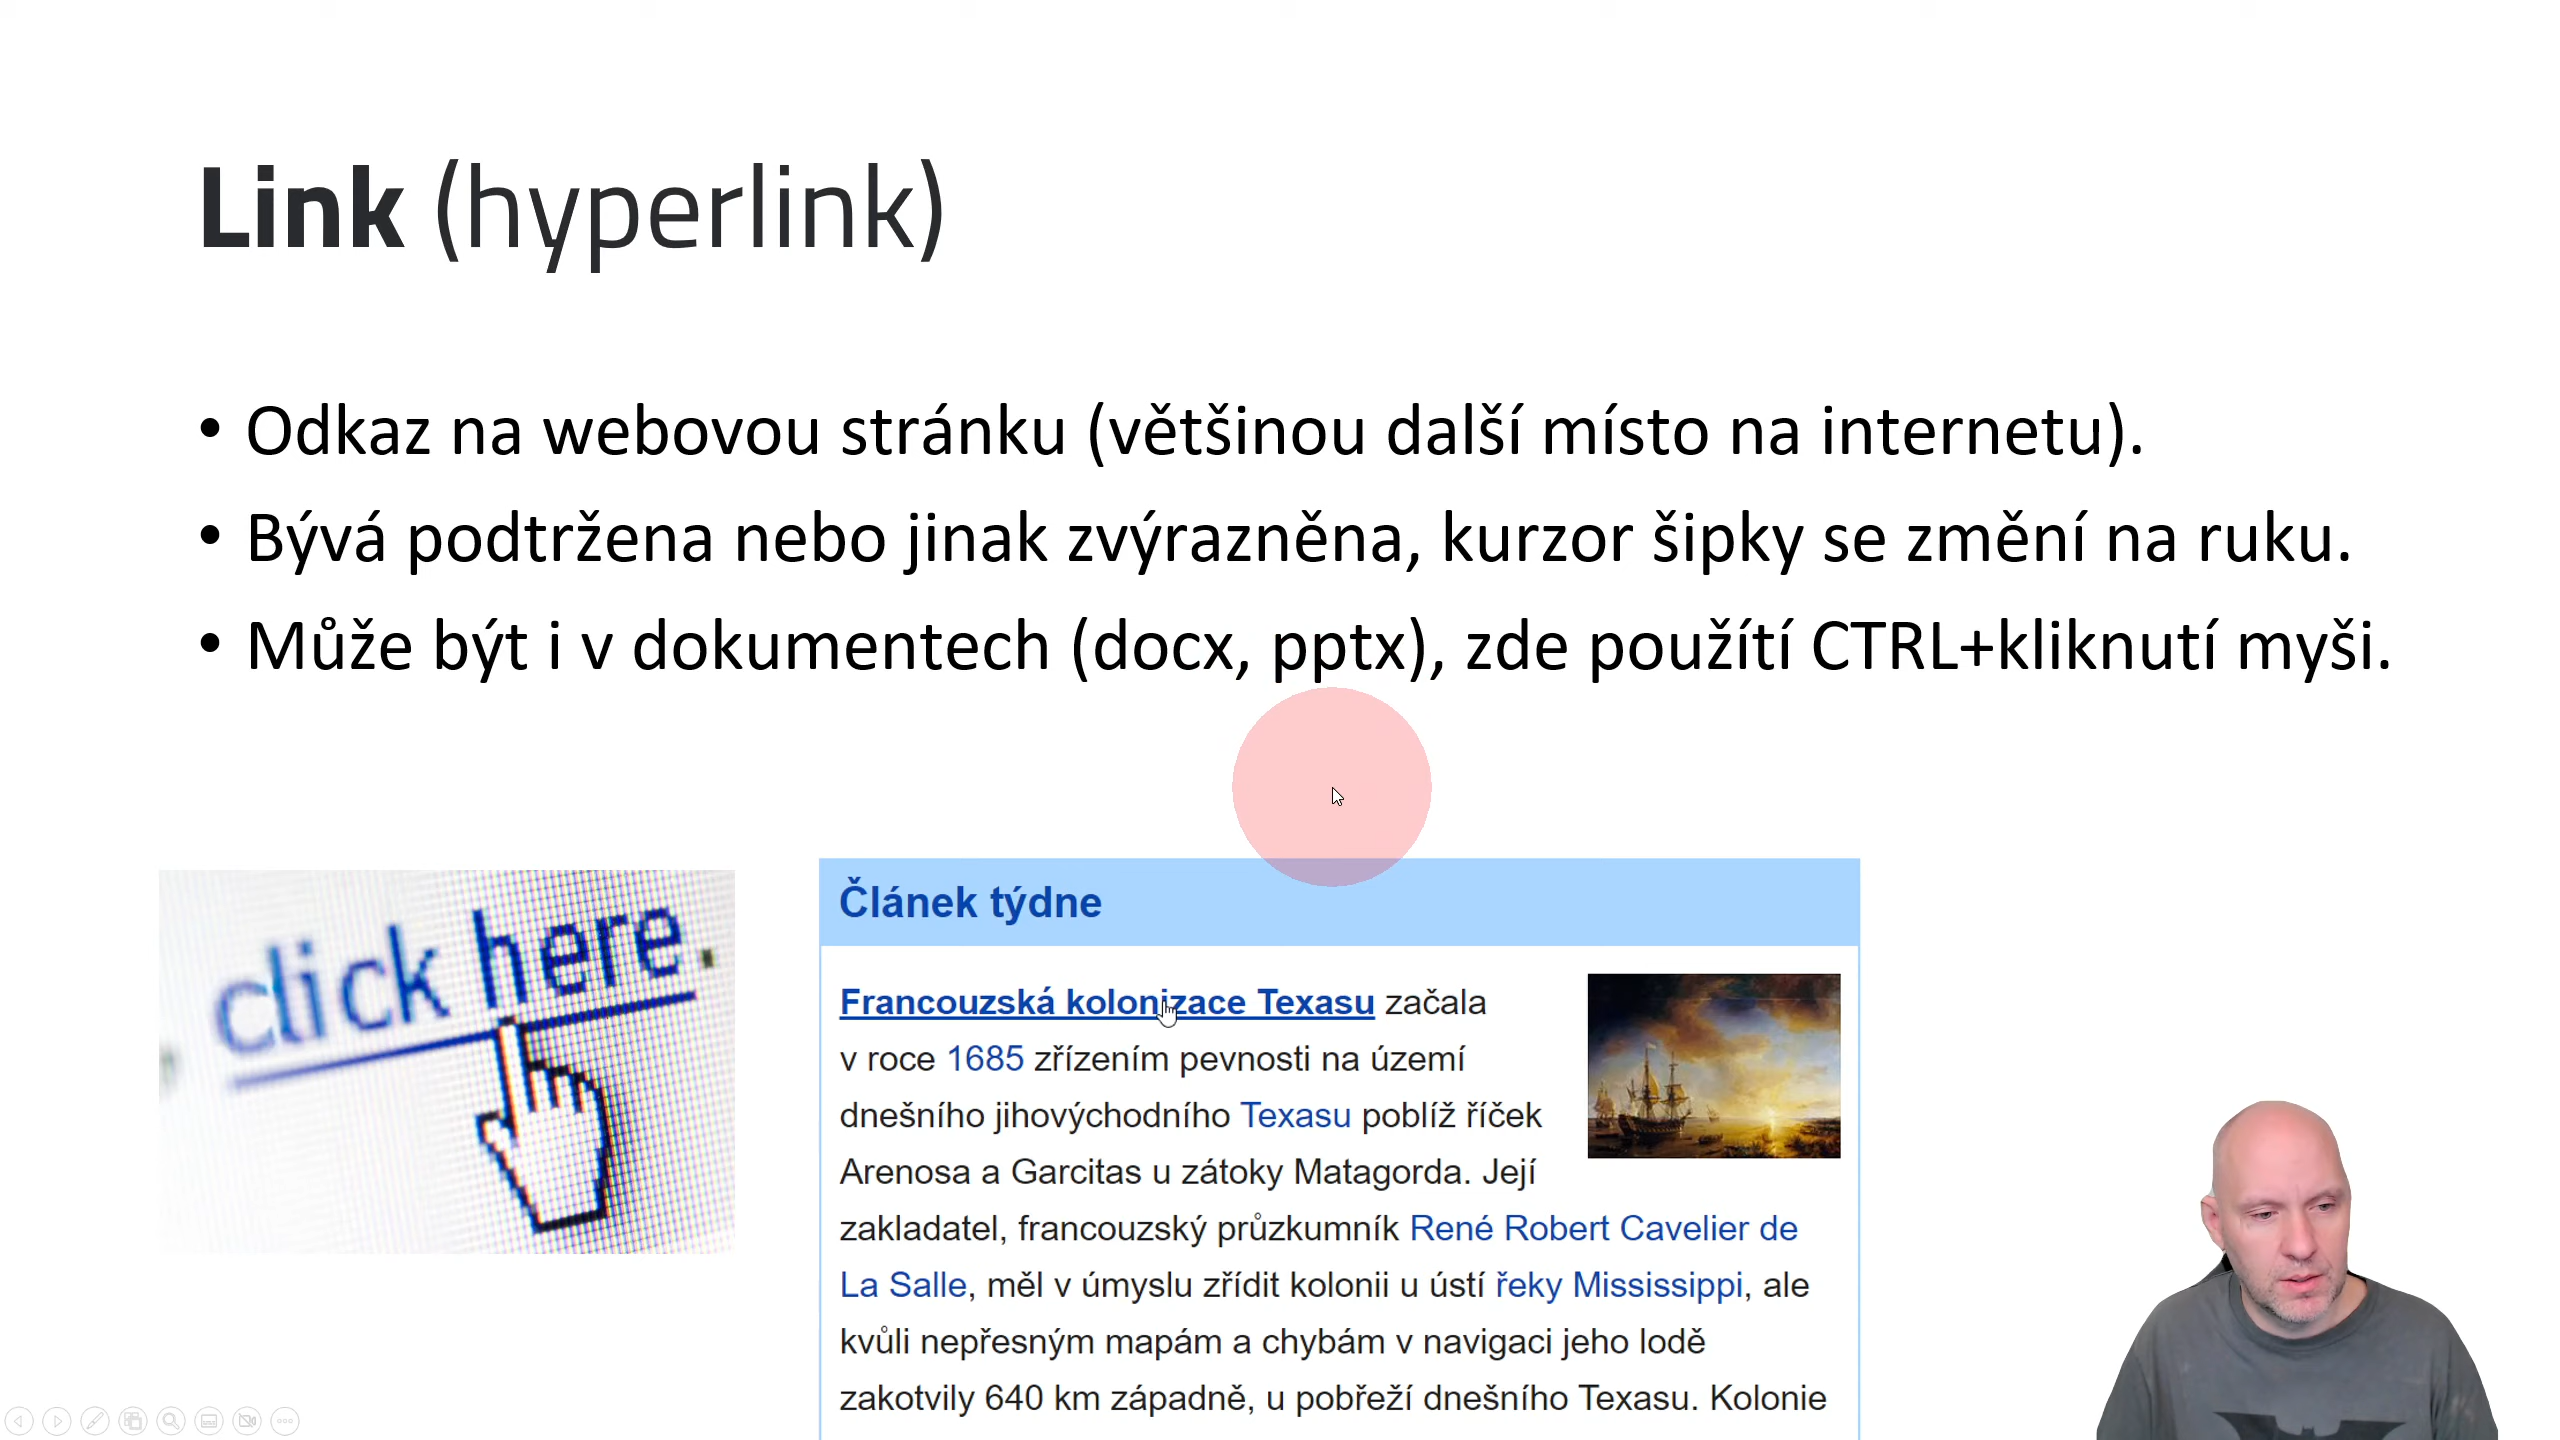 Link (hyperlink)
• Odkaz na webovou stránku (většinou další místo na internetu).
• Bývá podtržena nebo jinak zvýrazněna, kurzor šipky se změní na ruku.
• Může být i v dokumentech (docx, pptx), zde použítí CTRL+kliknutí myši.
click here.
Článek týdne
Francouzská kolonizace Texasu začala
v roce 1685 zřízením pevnosti na území
dnešního jihovýchodního Texasu poblíž říček
Arenosa a Garcitas u zátoky Matagorda. Její
zakladatel, francouzský průzkumník René Robert Cavelier de
La Salle, měl v úmyslu zřídit kolonii u ústí řeky Mississippi, ale
kvůli nepřesným mapám a chybám v navigaci jeho lodě
zakotvily 640 km západně, u pobřeží dnešního Texasu. Kolonie